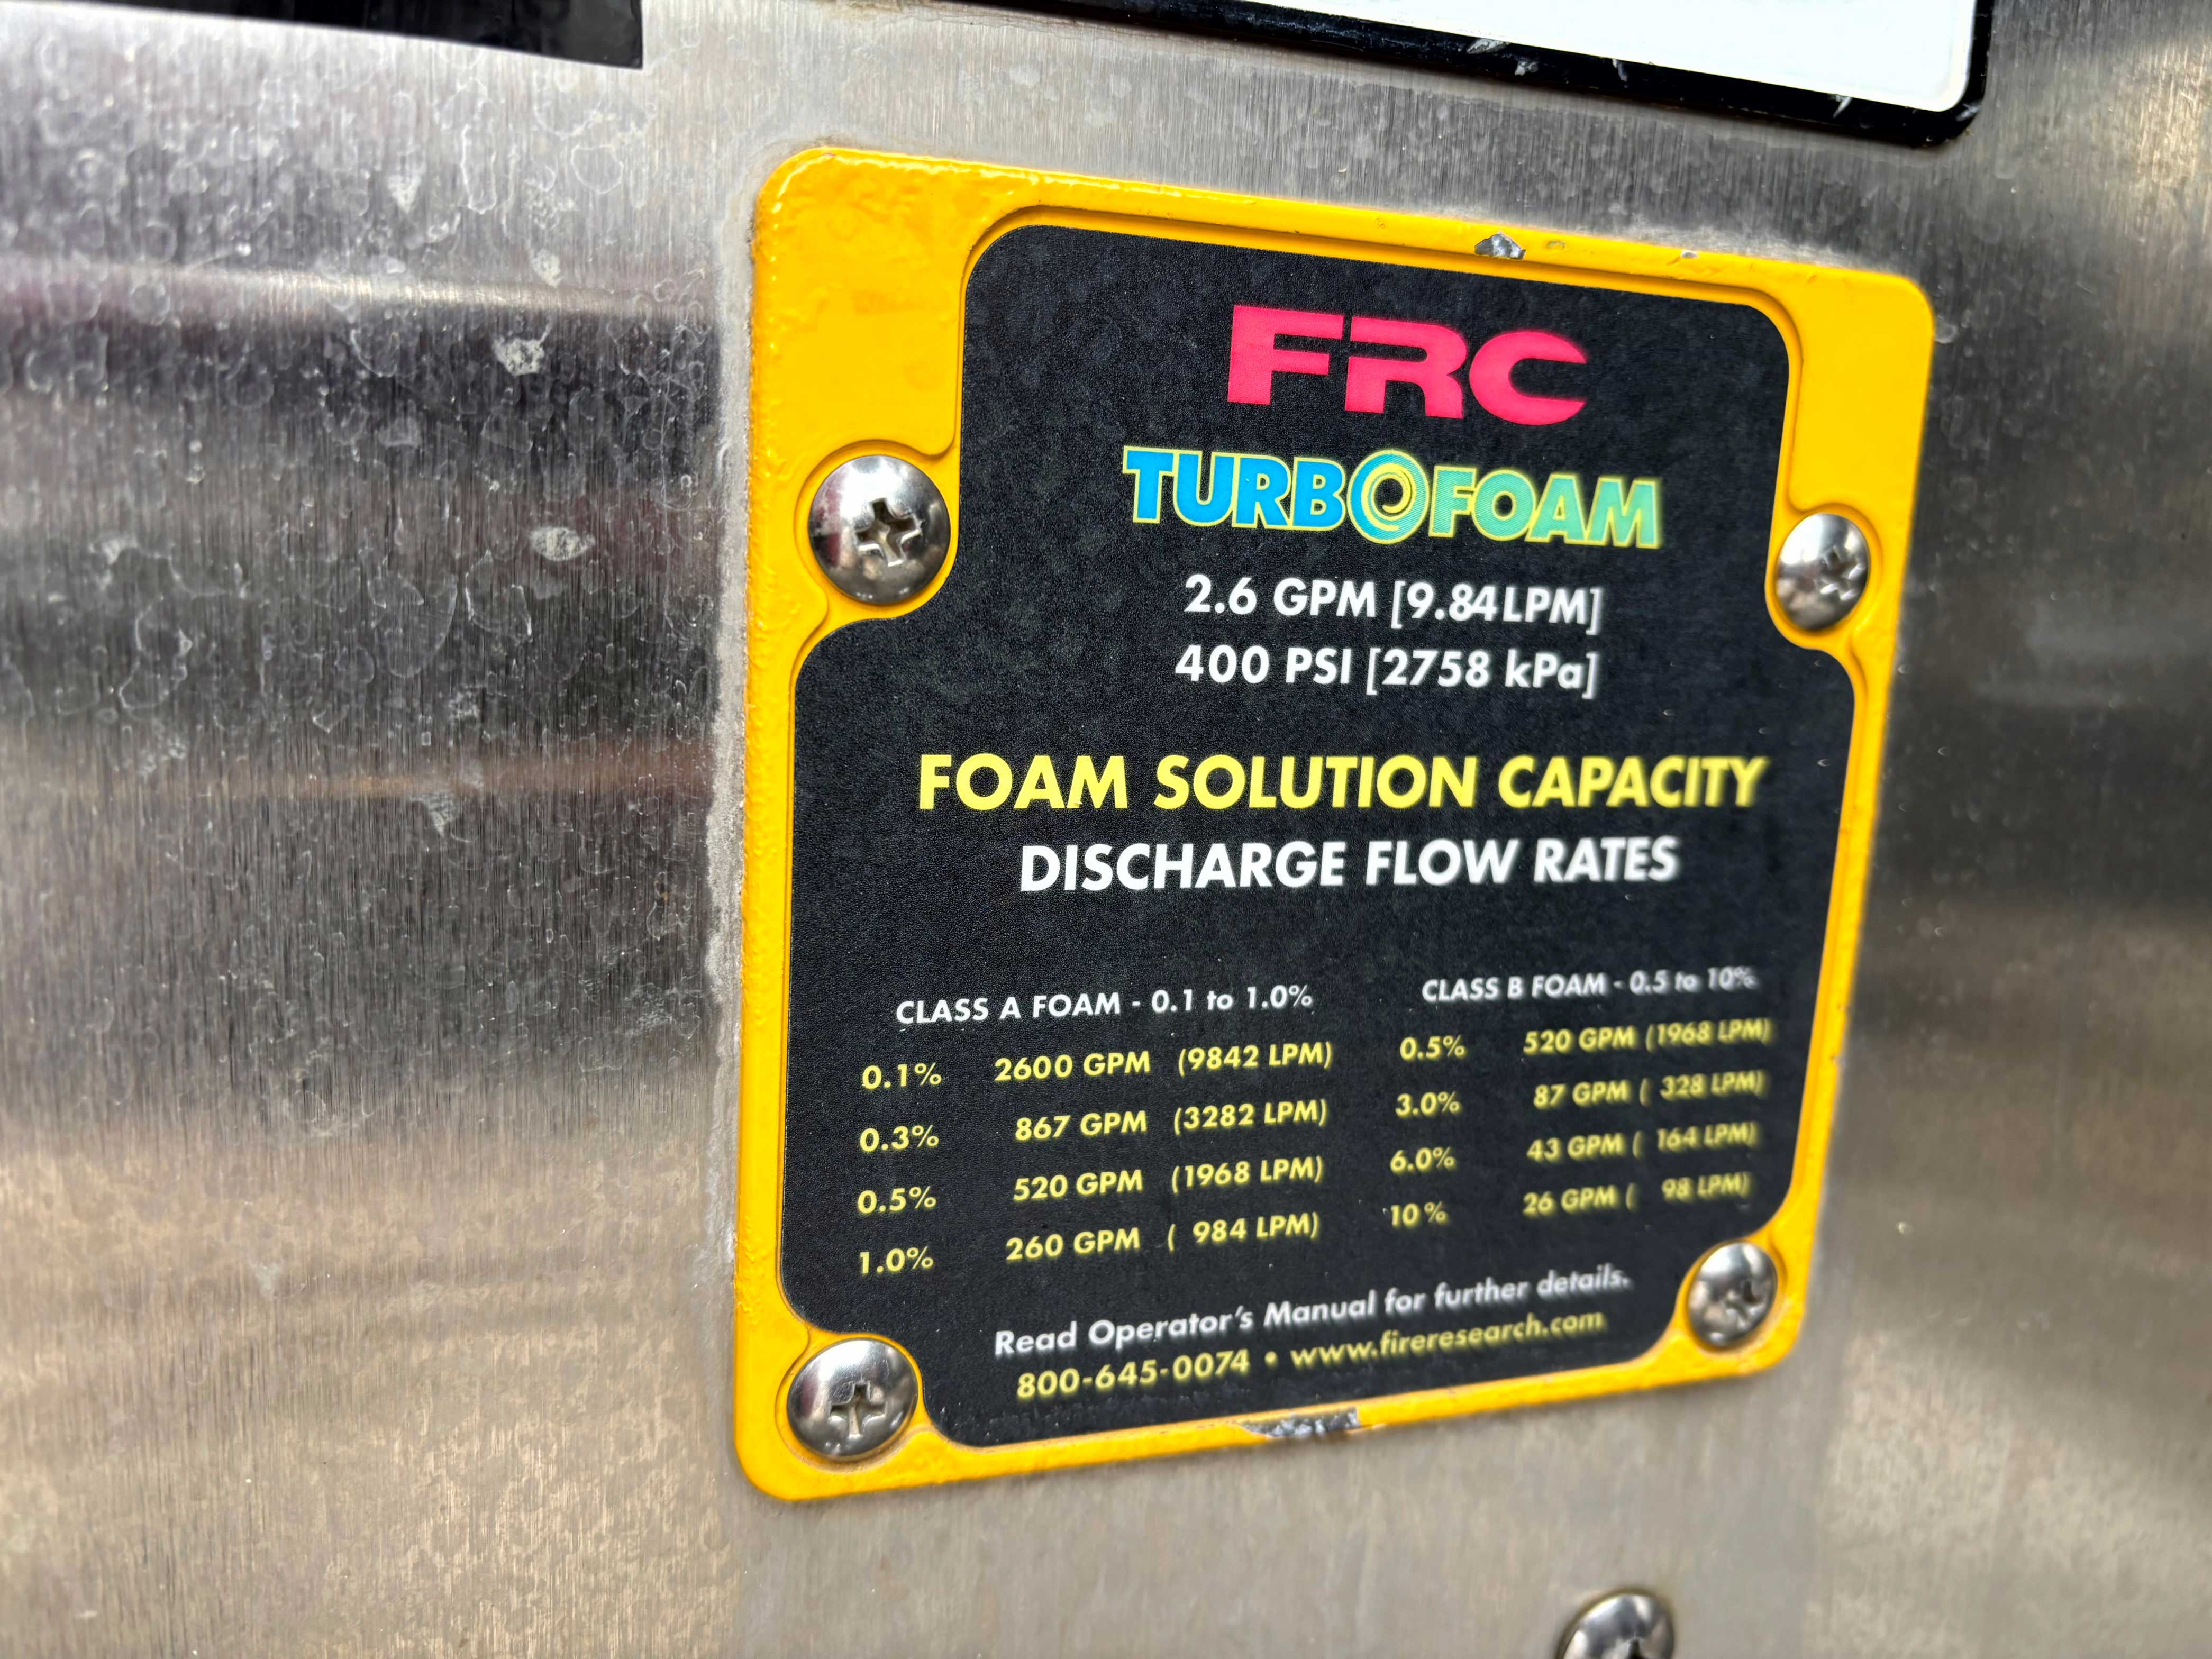 FRC
TURBOFOAM
2.6 GPM [9.84LPM]
400 PSI [2758 kPa]
FOAM SOLUTION CAPACITY
DISCHARGE FLOW RATES
CLASS A FOAM - 0.1 to 1.0%
0.1% 2600 GPM (9842 LPM)
0.3% 867 GPM (3282 LPM)
0.5% 520 GPM (1968 LPM)
1.0% 260 GPM ( 984 LPM)
CLASS B FOAM - 0.5 to 10%
0.5% 520 GPM (1968 LPM)
3.0% 87 GPM ( 328 LPM)
6.0% 43 GPM ( 164 LPM)
10% 26 GPM ( 98 LPM)
Read Operator's Manual for further details.
800-645-0074 • www.fireresearch.com